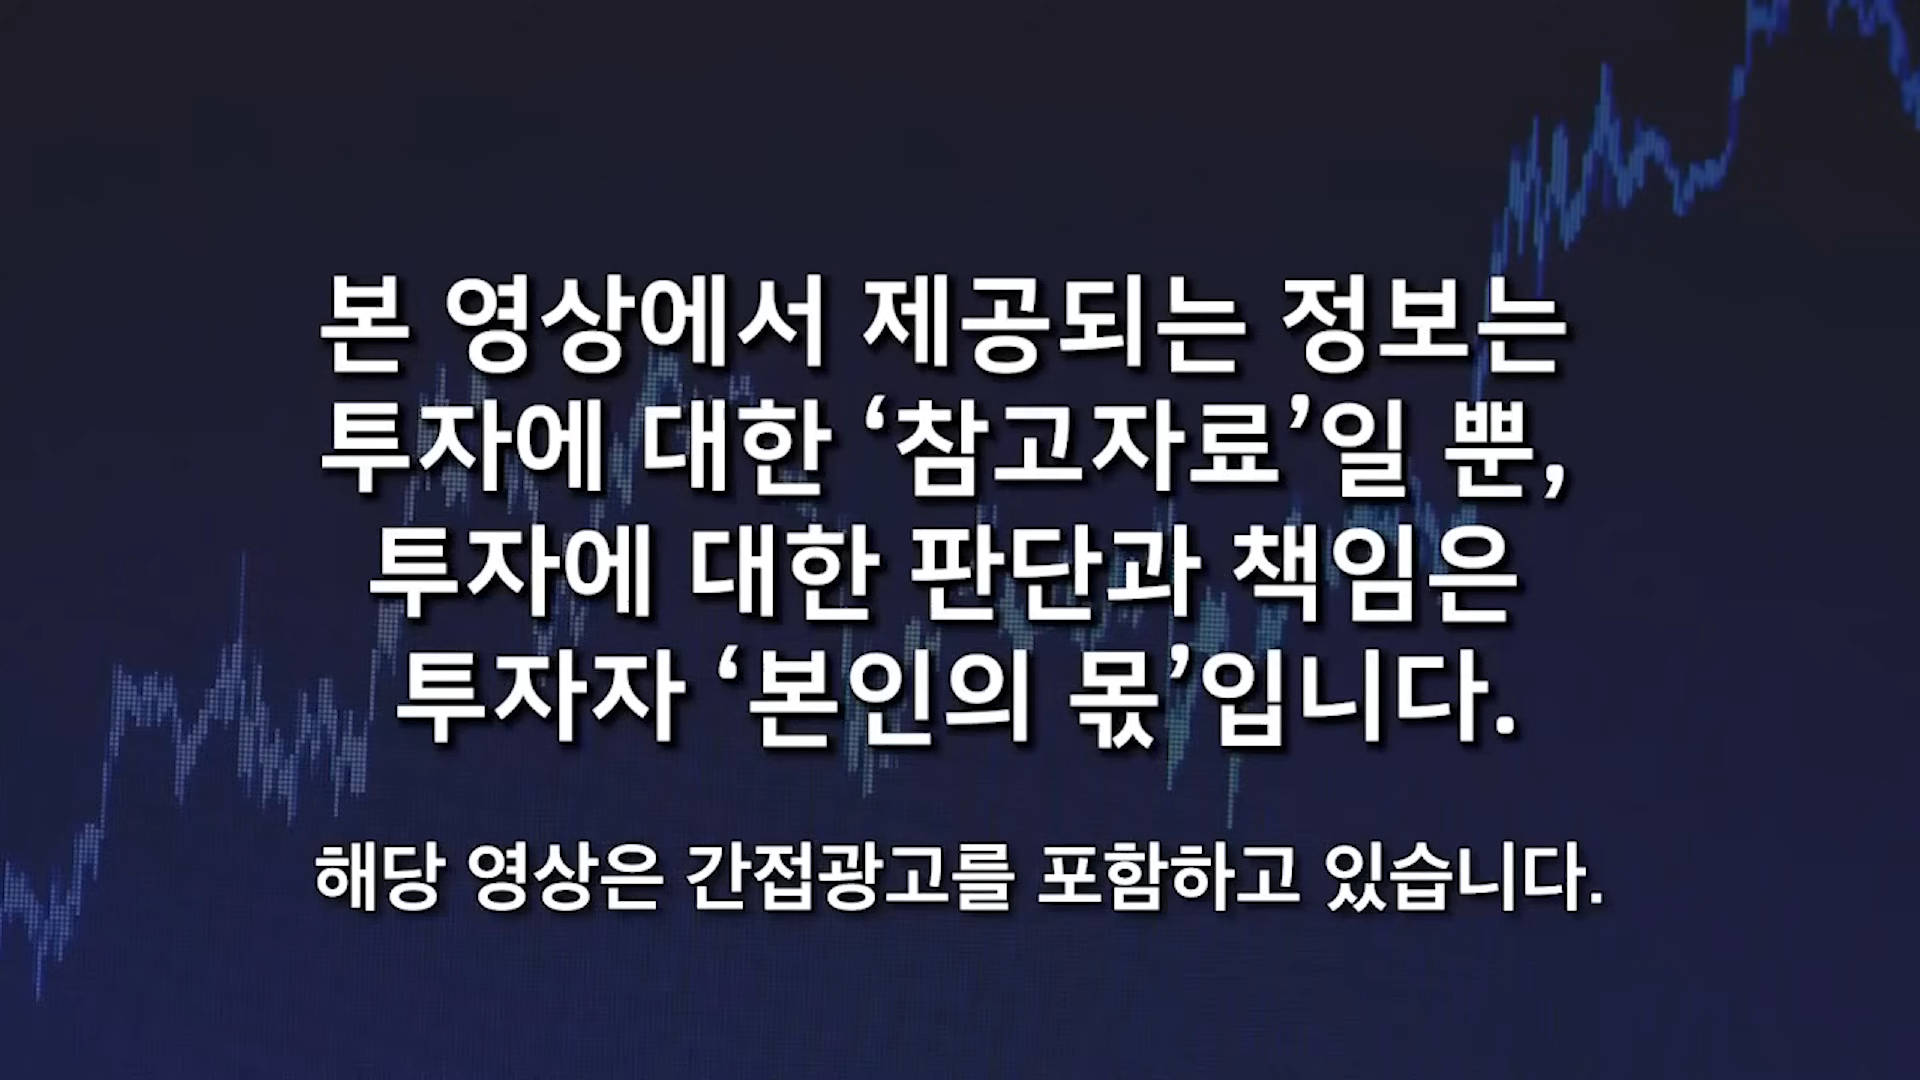 본 영상에서 제공되는 정보는
투자에 대한 ‘참고자료’일 뿐,
투자에 대한 판단과 책임은
투자자 ‘본인의 몫’입니다.
해당 영상은 간접광고를 포함하고 있습니다.